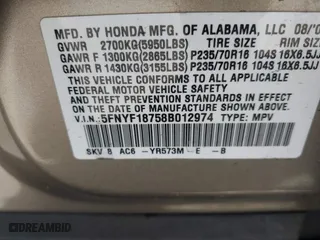 MFD. BY HONDA MFG. OF ALABAMA, LLC 08/
GVWR 2700KG(5950LBS) TIRE SIZE RIM SIZE
GAWR F 1300KG(2865LBS) P235/70R16 104S 16X6.5JJ
GAWR R 1430KG(3155LBS) P235/70R16 104S 16X6.5JJ
THIS VEHICLE CONFORMS TO ALL APPLICABLE
FEDERAL MOTOR VEHICLE SAFETY STANDARDS IN
EFFECT ON THE DATE OF MANUFACTURE SHOWN ABOVE.
V.I.N. 5FNYF18758B012974 TYPE: MPV
SKV 8 AC6 -YR573M- E - B
DREAMBID